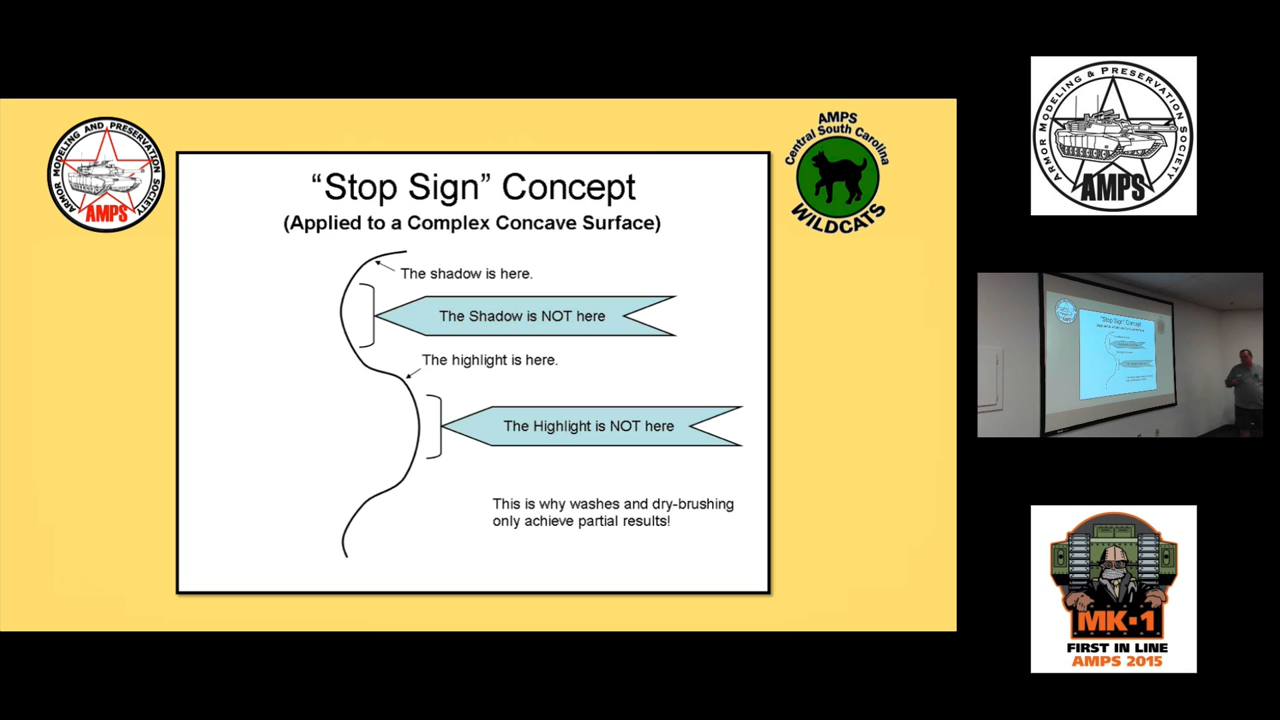 ARMOR MODELING AND PRESERVATION SOCIETY
AMPS
AMPS
Central South Carolina
WILDCATS
“Stop Sign” Concept
(Applied to a Complex Concave Surface)
The shadow is here.
The Shadow is NOT here
The highlight is here.
The Highlight is NOT here
This is why washes and dry-brushing
only achieve partial results!
ARMOR MODELING & PRESERVATION SOCIETY
AMPS
"Stop Sign" Concept
MK-1
FIRST IN LINE
AMPS 2015